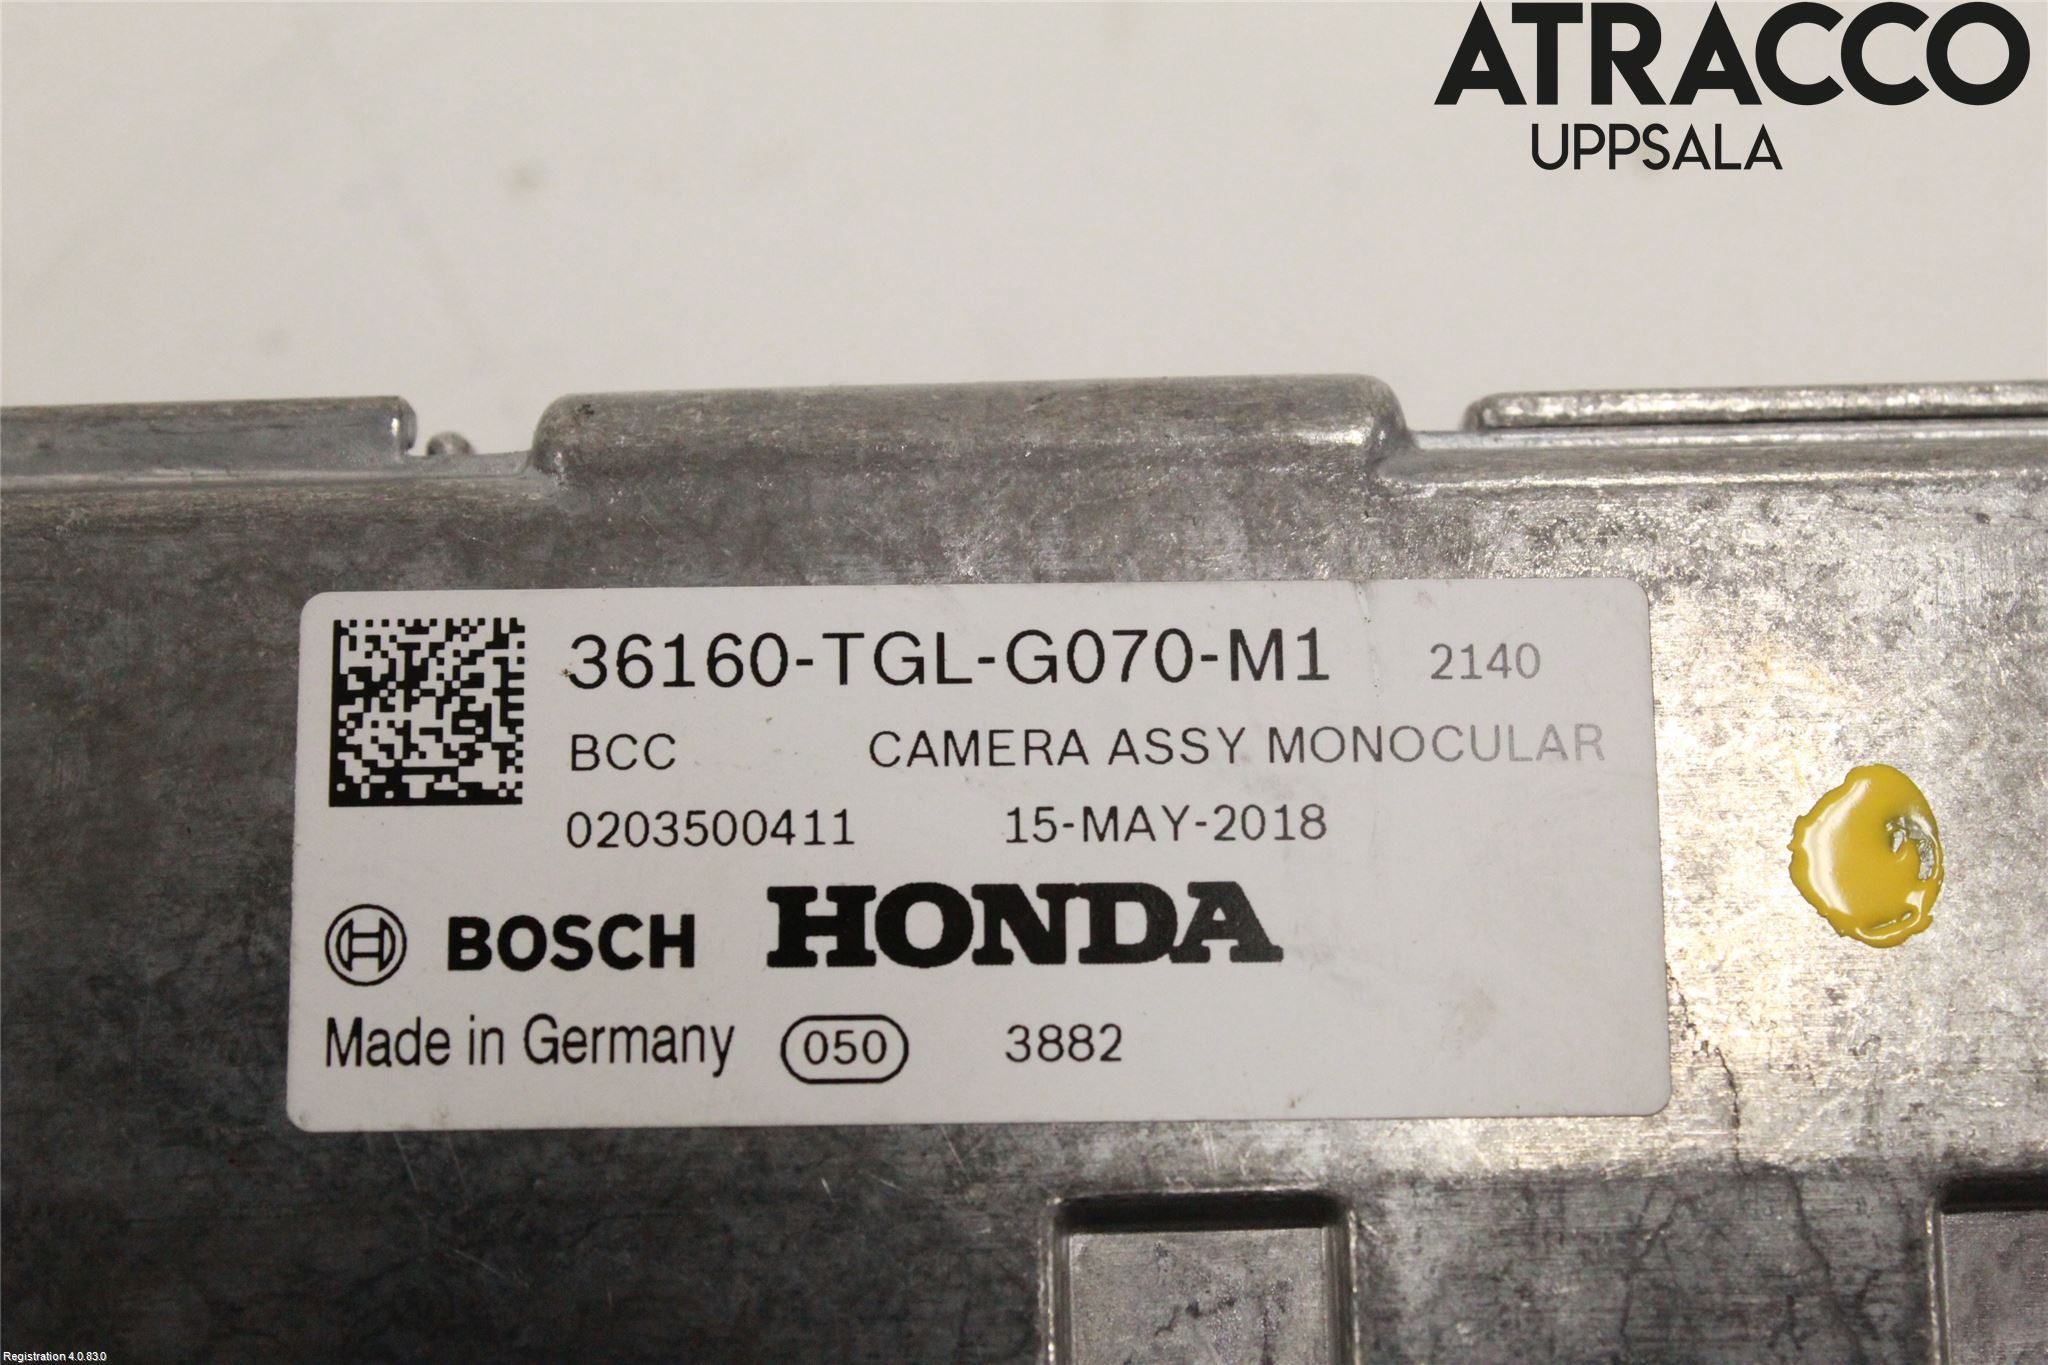 ATRACCO
UPPSALA
36160-TGL-G070-M1 2140
BCC CAMERA ASSY MONOCULAR
0203500411 15-MAY-2018
BOSCH HONDA
Made in Germany 050 3882
Registration 4.0.83.0